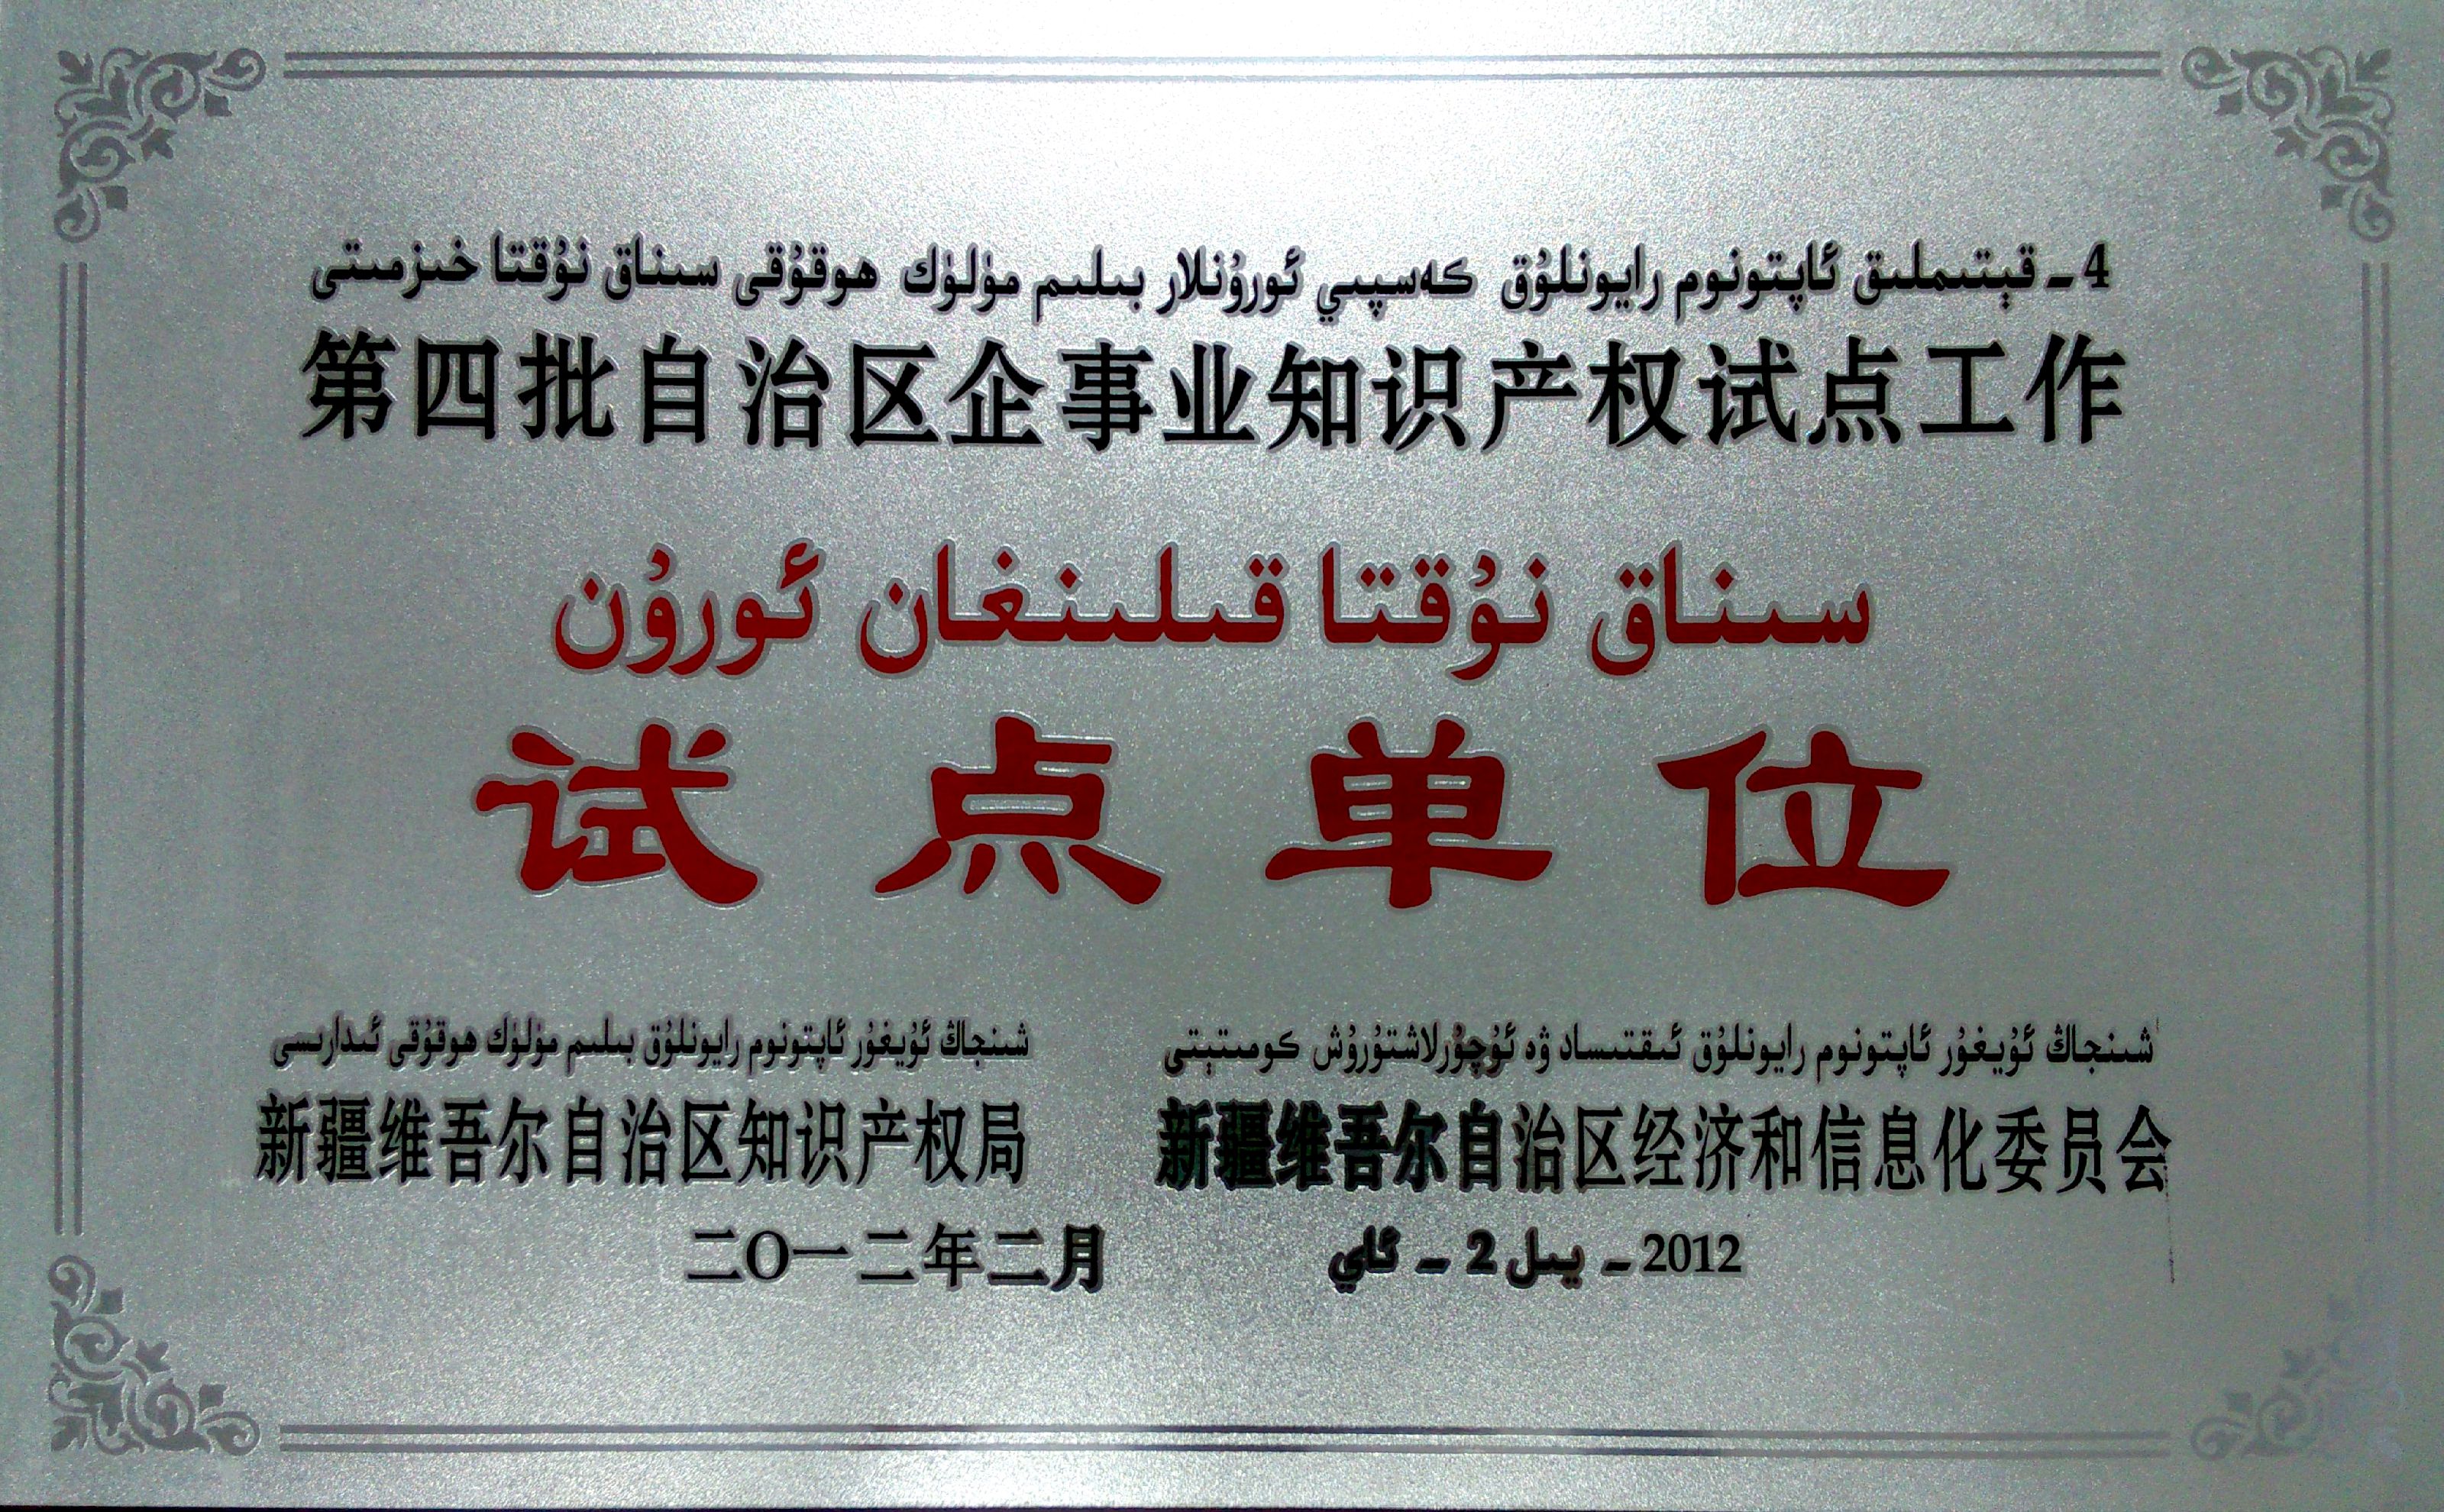 4 ـ قېتىملىق ئاپتونوم رايونلۇق كەسپىي ئورۇنلار بىلىم مۈلۈك ھوقۇقى سىناق نۇقتا خىزمىتى
第四批自治区企事业知识产权试点工作
سىناق نۇقتا قىلىنغان ئورۇن
试点单位
شىنجاڭ ئۇيغۇر ئاپتونوم رايونلۇق بىلىم مۈلۈك ھوقۇقى ئىدارىسى
新疆维吾尔自治区知识产权局
شىنجاڭ ئۇيغۇر ئاپتونوم رايونلۇق ئىقتىساد ۋە ئۇچۇرلاشتۇرۇش كومىتېتى
新疆维吾尔自治区经济和信息化委员会
二〇一二年二月
2012 ـ يىل 2 ـ ئاي